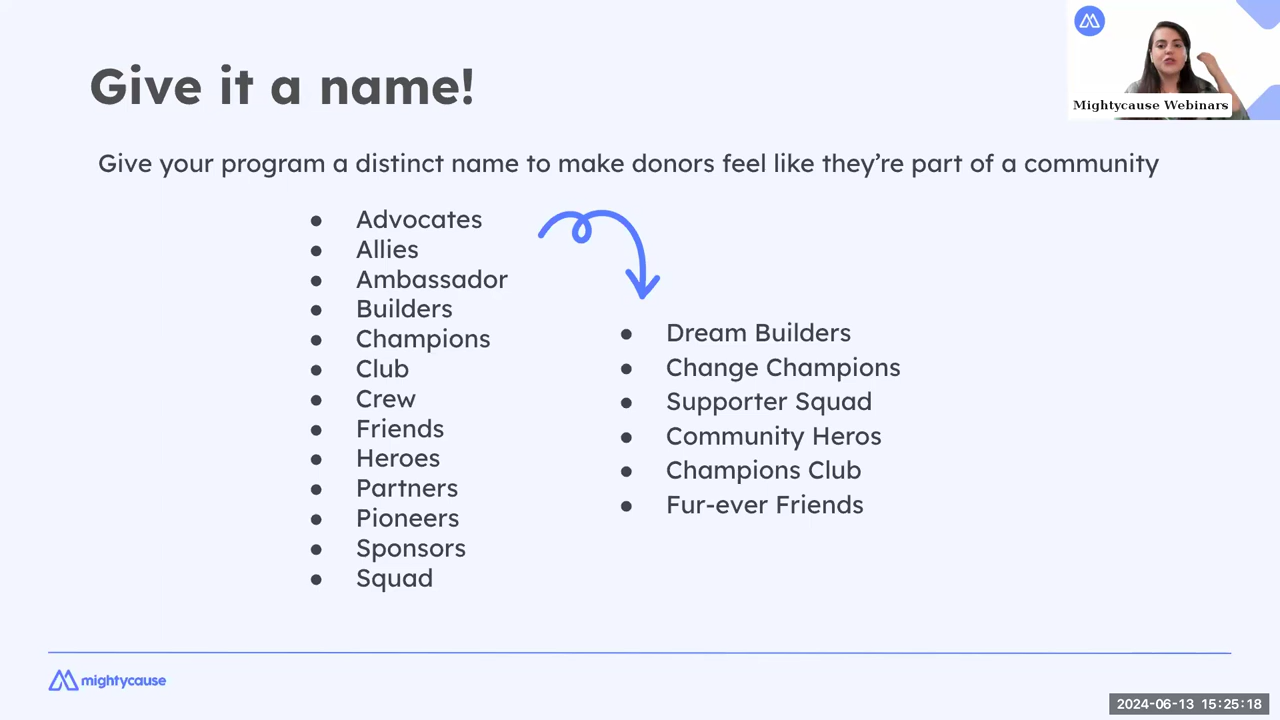 Give it a name!
Mightycause Webinars
Give your program a distinct name to make donors feel like they're part of a community
● Advocates
● Allies
● Ambassador
● Builders
● Champions
● Club
● Crew
● Friends
● Heroes
● Partners
● Pioneers
● Sponsors
● Squad
● Dream Builders
● Change Champions
● Supporter Squad
● Community Heros
● Champions Club
● Fur-ever Friends
mightycause
2024-06-13 15:25:18